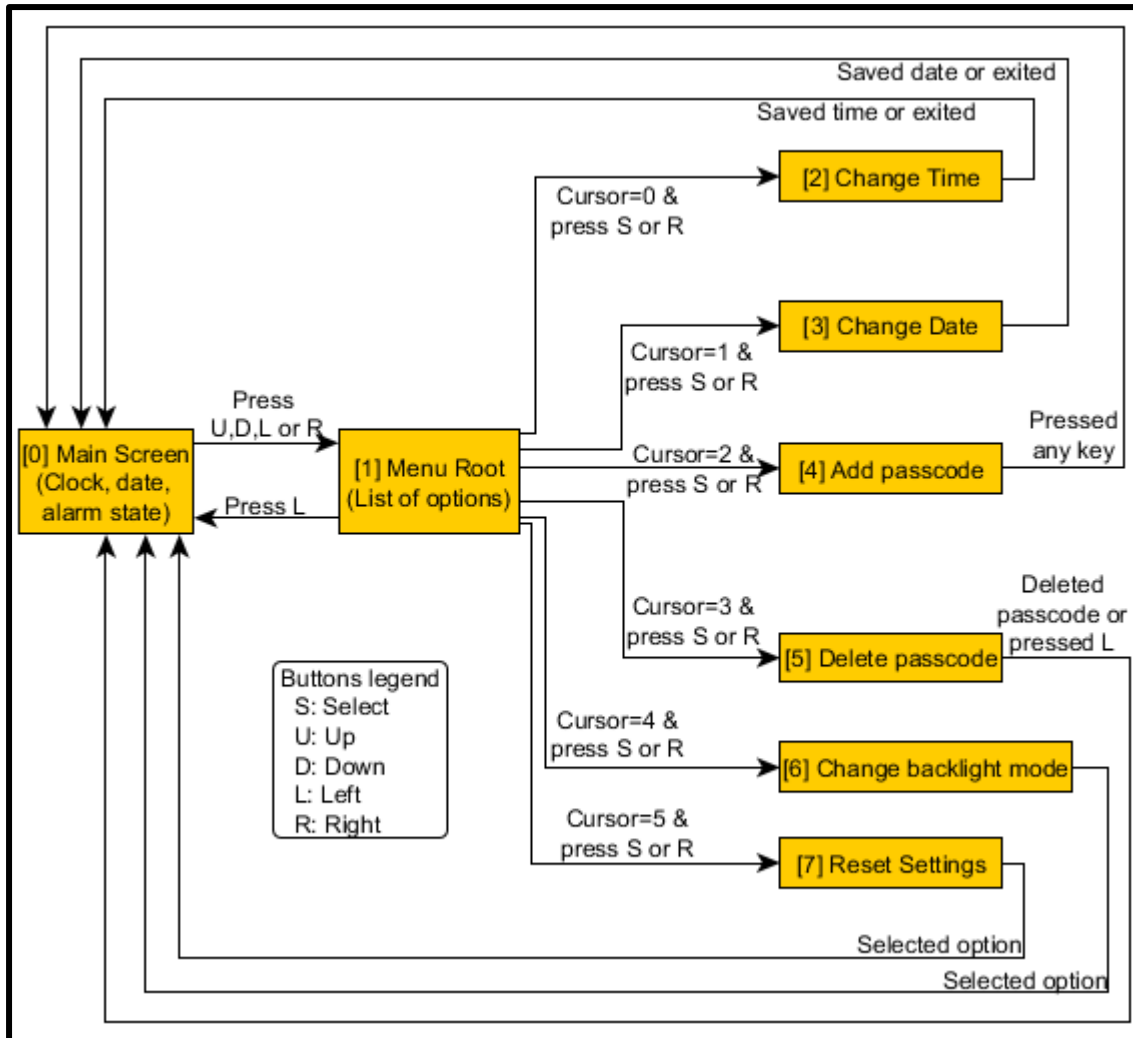 Saved date or exited
Saved time or exited
[2] Change Time
Cursor=0 &
press S or R
[3] Change Date
Cursor=1 &
press S or R
Press
U,D,L or R
[0] Main Screen
(Clock, date,
alarm state)
[1] Menu Root
(List of options)
Press L
Cursor=2 &
press S or R
[4] Add passcode
Pressed
any key
Cursor=3 &
press S or R
[5] Delete passcode
Deleted
passcode or
pressed L
Buttons legend
S: Select
U: Up
D: Down
L: Left
R: Right
Cursor=4 &
press S or R
[6] Change backlight mode
Cursor=5 &
press S or R
[7] Reset Settings
Selected option
Selected option